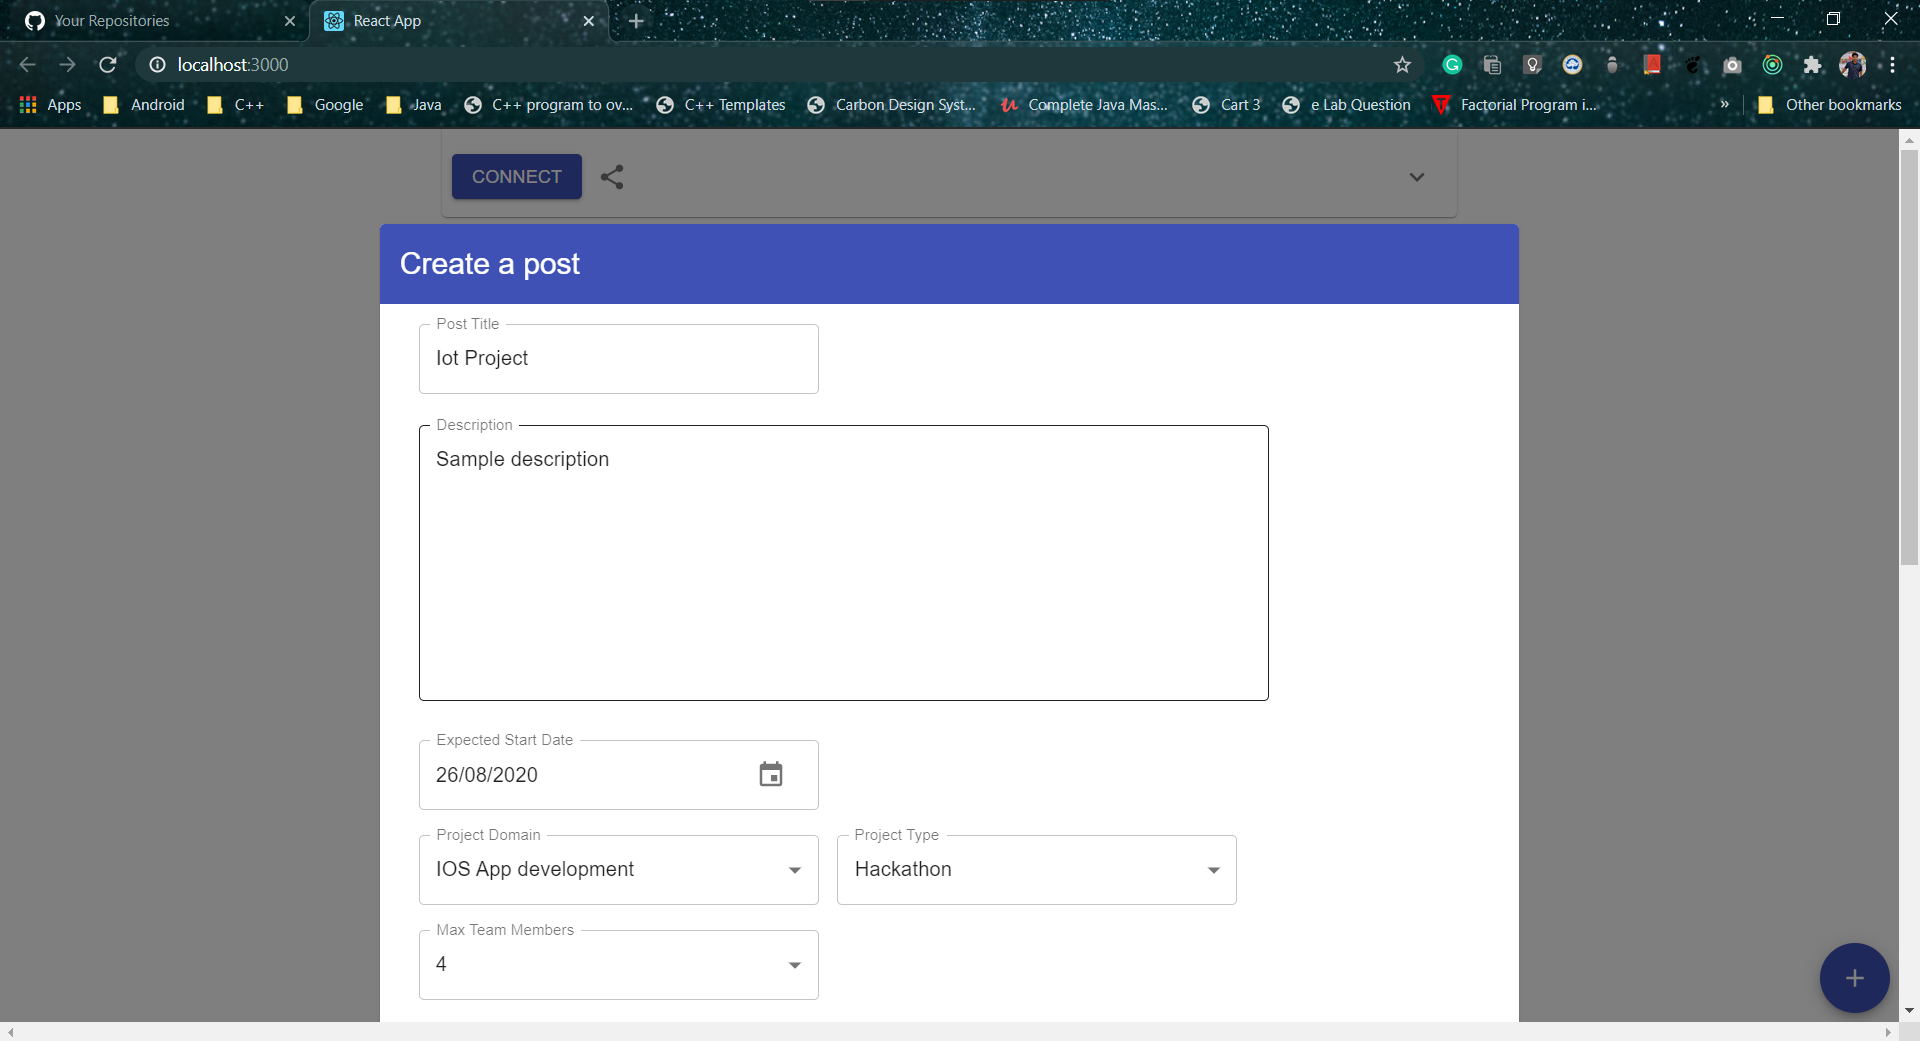 Your Repositories
React App
localhost:3000
Apps
Android
C++
Google
Java
C++ program to ov...
C++ Templates
Carbon Design Syst...
Complete Java Mas...
Cart 3
e Lab Question
Factorial Program i...
»
Other bookmarks
CONNECT
Create a post
Post Title
Iot Project
Description
Sample description
Expected Start Date
26/08/2020
Project Domain
IOS App development
Project Type
Hackathon
Max Team Members
4